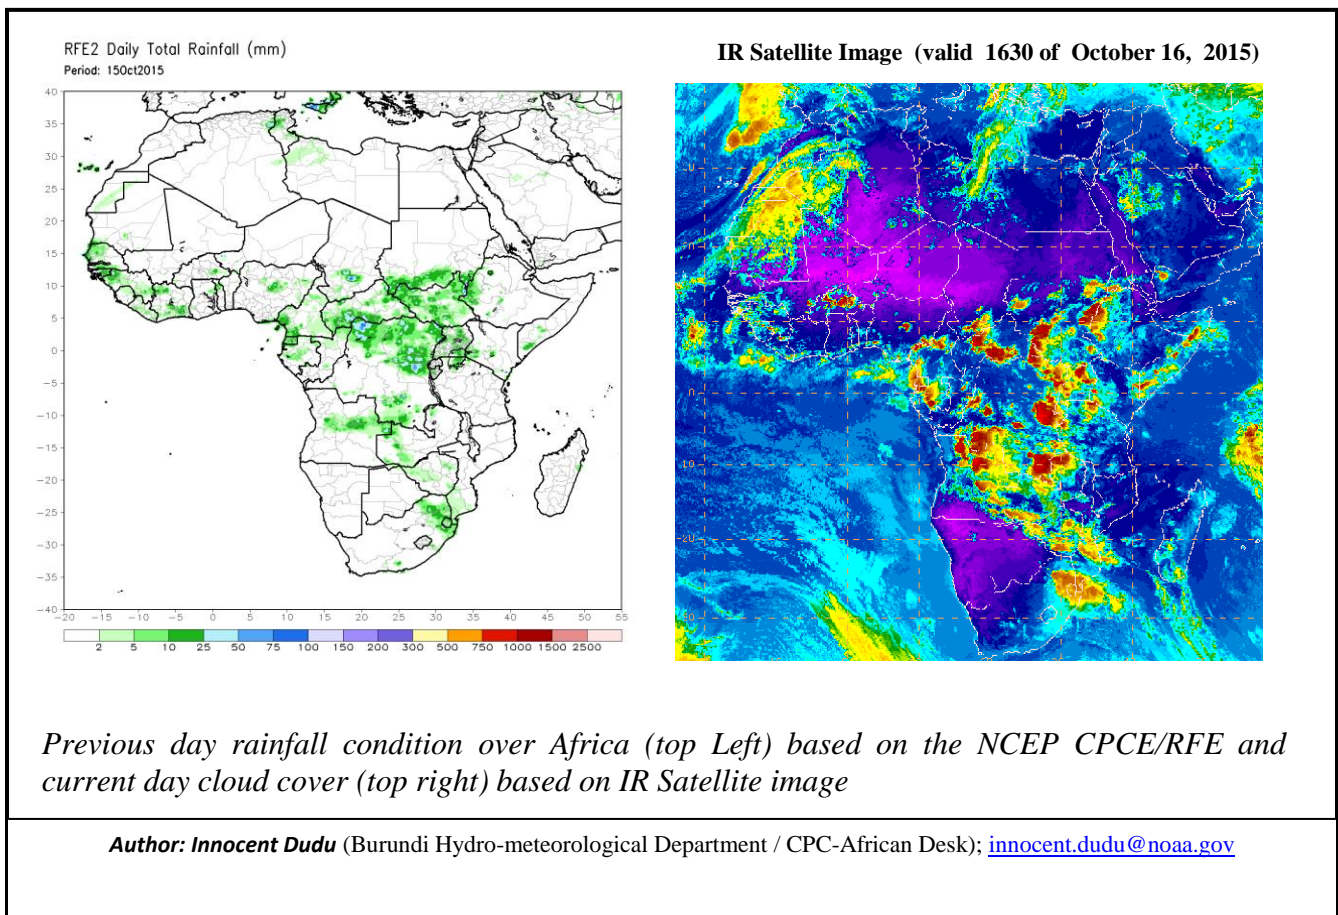 RFE2 Daily Total Rainfall (mm)
Period: 15Oct2015
40
35
30
25
20
15
10
5
0
−5
−10
−15
−20
−25
−30
−35
−40
−20 −15 −10 −5 0 5 10 15 20 25 30 35 40 45 50 55
2 5 10 25 50 75 100 150 200 300 500 750 1000 1500 2500
IR Satellite Image (valid 1630 of October 16, 2015)
0
Previous day rainfall condition over Africa (top Left) based on the NCEP CPCE/RFE and
current day cloud cover (top right) based on IR Satellite image
Author: Innocent Dudu (Burundi Hydro-meteorological Department / CPC-African Desk); innocent.dudu@noaa.gov